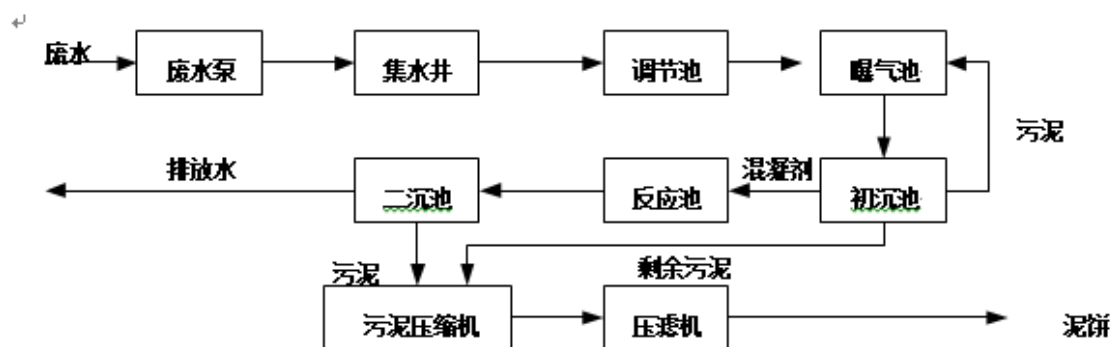 废水
废水泵
集水井
调节池
曝气池
污泥
排放水
二沉池
反应池
混凝剂
初沉池
污泥
剩余污泥
污泥压缩机
压滤机
泥饼